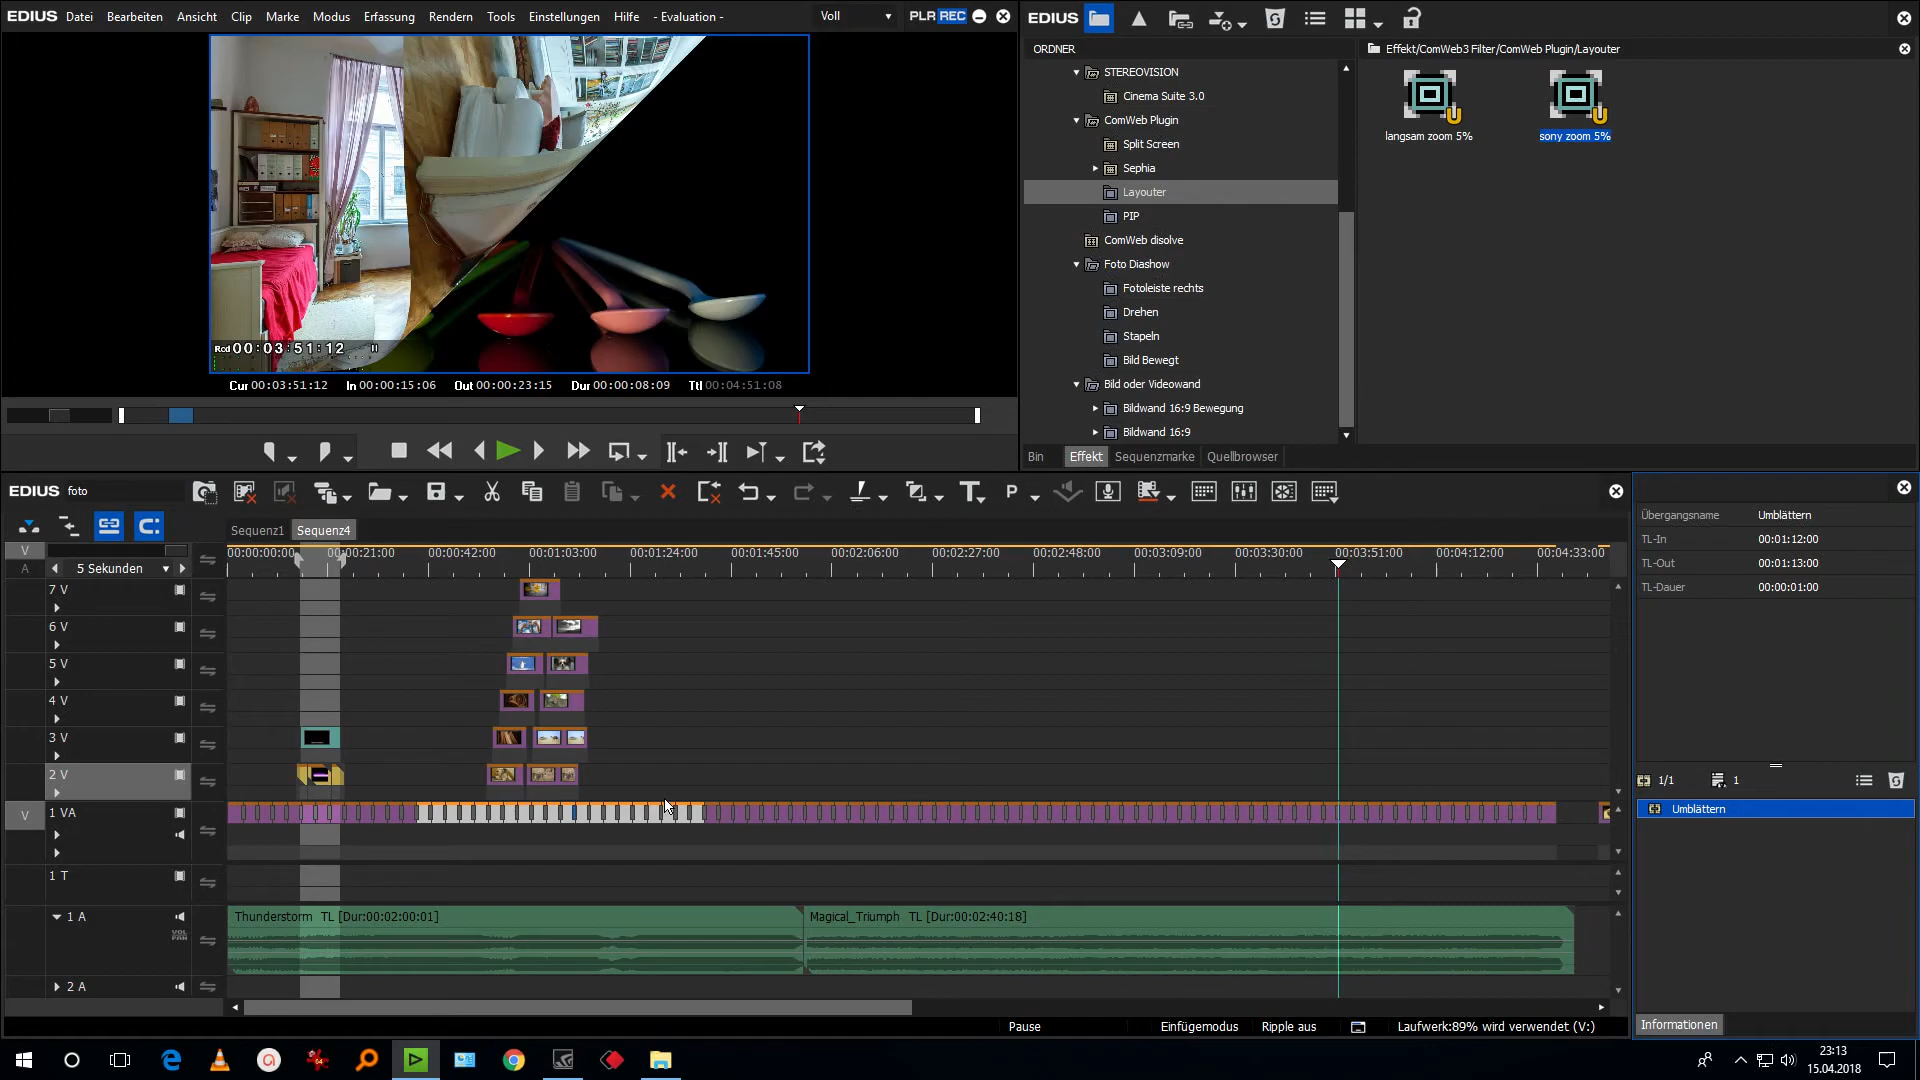 EDIUS Datei Bearbeiten Ansicht Clip Marke Modus Erfassung Rendern Tools Einstellungen Hilfe - Evaluation - Voll PLR REC
Rcd 00:03:51:12
Cur 00:03:51:12 In 00:00:15:06 Out 00:00:23:15 Dur 00:00:08:09 Ttl 00:04:51:08
EDIUS
ORDNER
Effekt/ComWeb3 Filter/ComWeb Plugin/Layouter
STEREOVISION
Cinema Suite 3.0
ComWeb Plugin
Split Screen
Sephia
Layouter
PIP
ComWeb disolve
Foto Diashow
Fotoleiste rechts
Drehen
Stapeln
Bild Bewegt
Bild oder Videowand
Bildwand 16:9 Bewegung
Bildwand 16:9
langsam zoom 5%
sony zoom 5%
Bin Effekt Sequenzmarke Quellbrowser
EDIUS foto
T P
Sequenz1 Sequenz4
V
A
5 Sekunden
00:00:00:00 00:00:21:00 00:00:42:00 00:01:03:00 00:01:24:00 00:01:45:00 00:02:06:00 00:02:27:00 00:02:48:00 00:03:09:00 00:03:30:00 00:03:51:00 00:04:12:00 00:04:33:00
7 V
6 V
5 V
4 V
3 V
2 V
V 1 VA
1 T
1 A
VOL
PAN
Thunderstorm TL [Dur:00:02:00:01]
Magical_Triumph TL [Dur:00:02:40:18]
2 A
Pause Einfügemodus Ripple aus Laufwerk:89% wird verwendet (V:)
Übergangsname Umblättern
TL-In 00:01:12:00
TL-Out 00:01:13:00
TL-Dauer 00:00:01:00
1/1 1
Umblättern
Informationen
23:13
15.04.2018